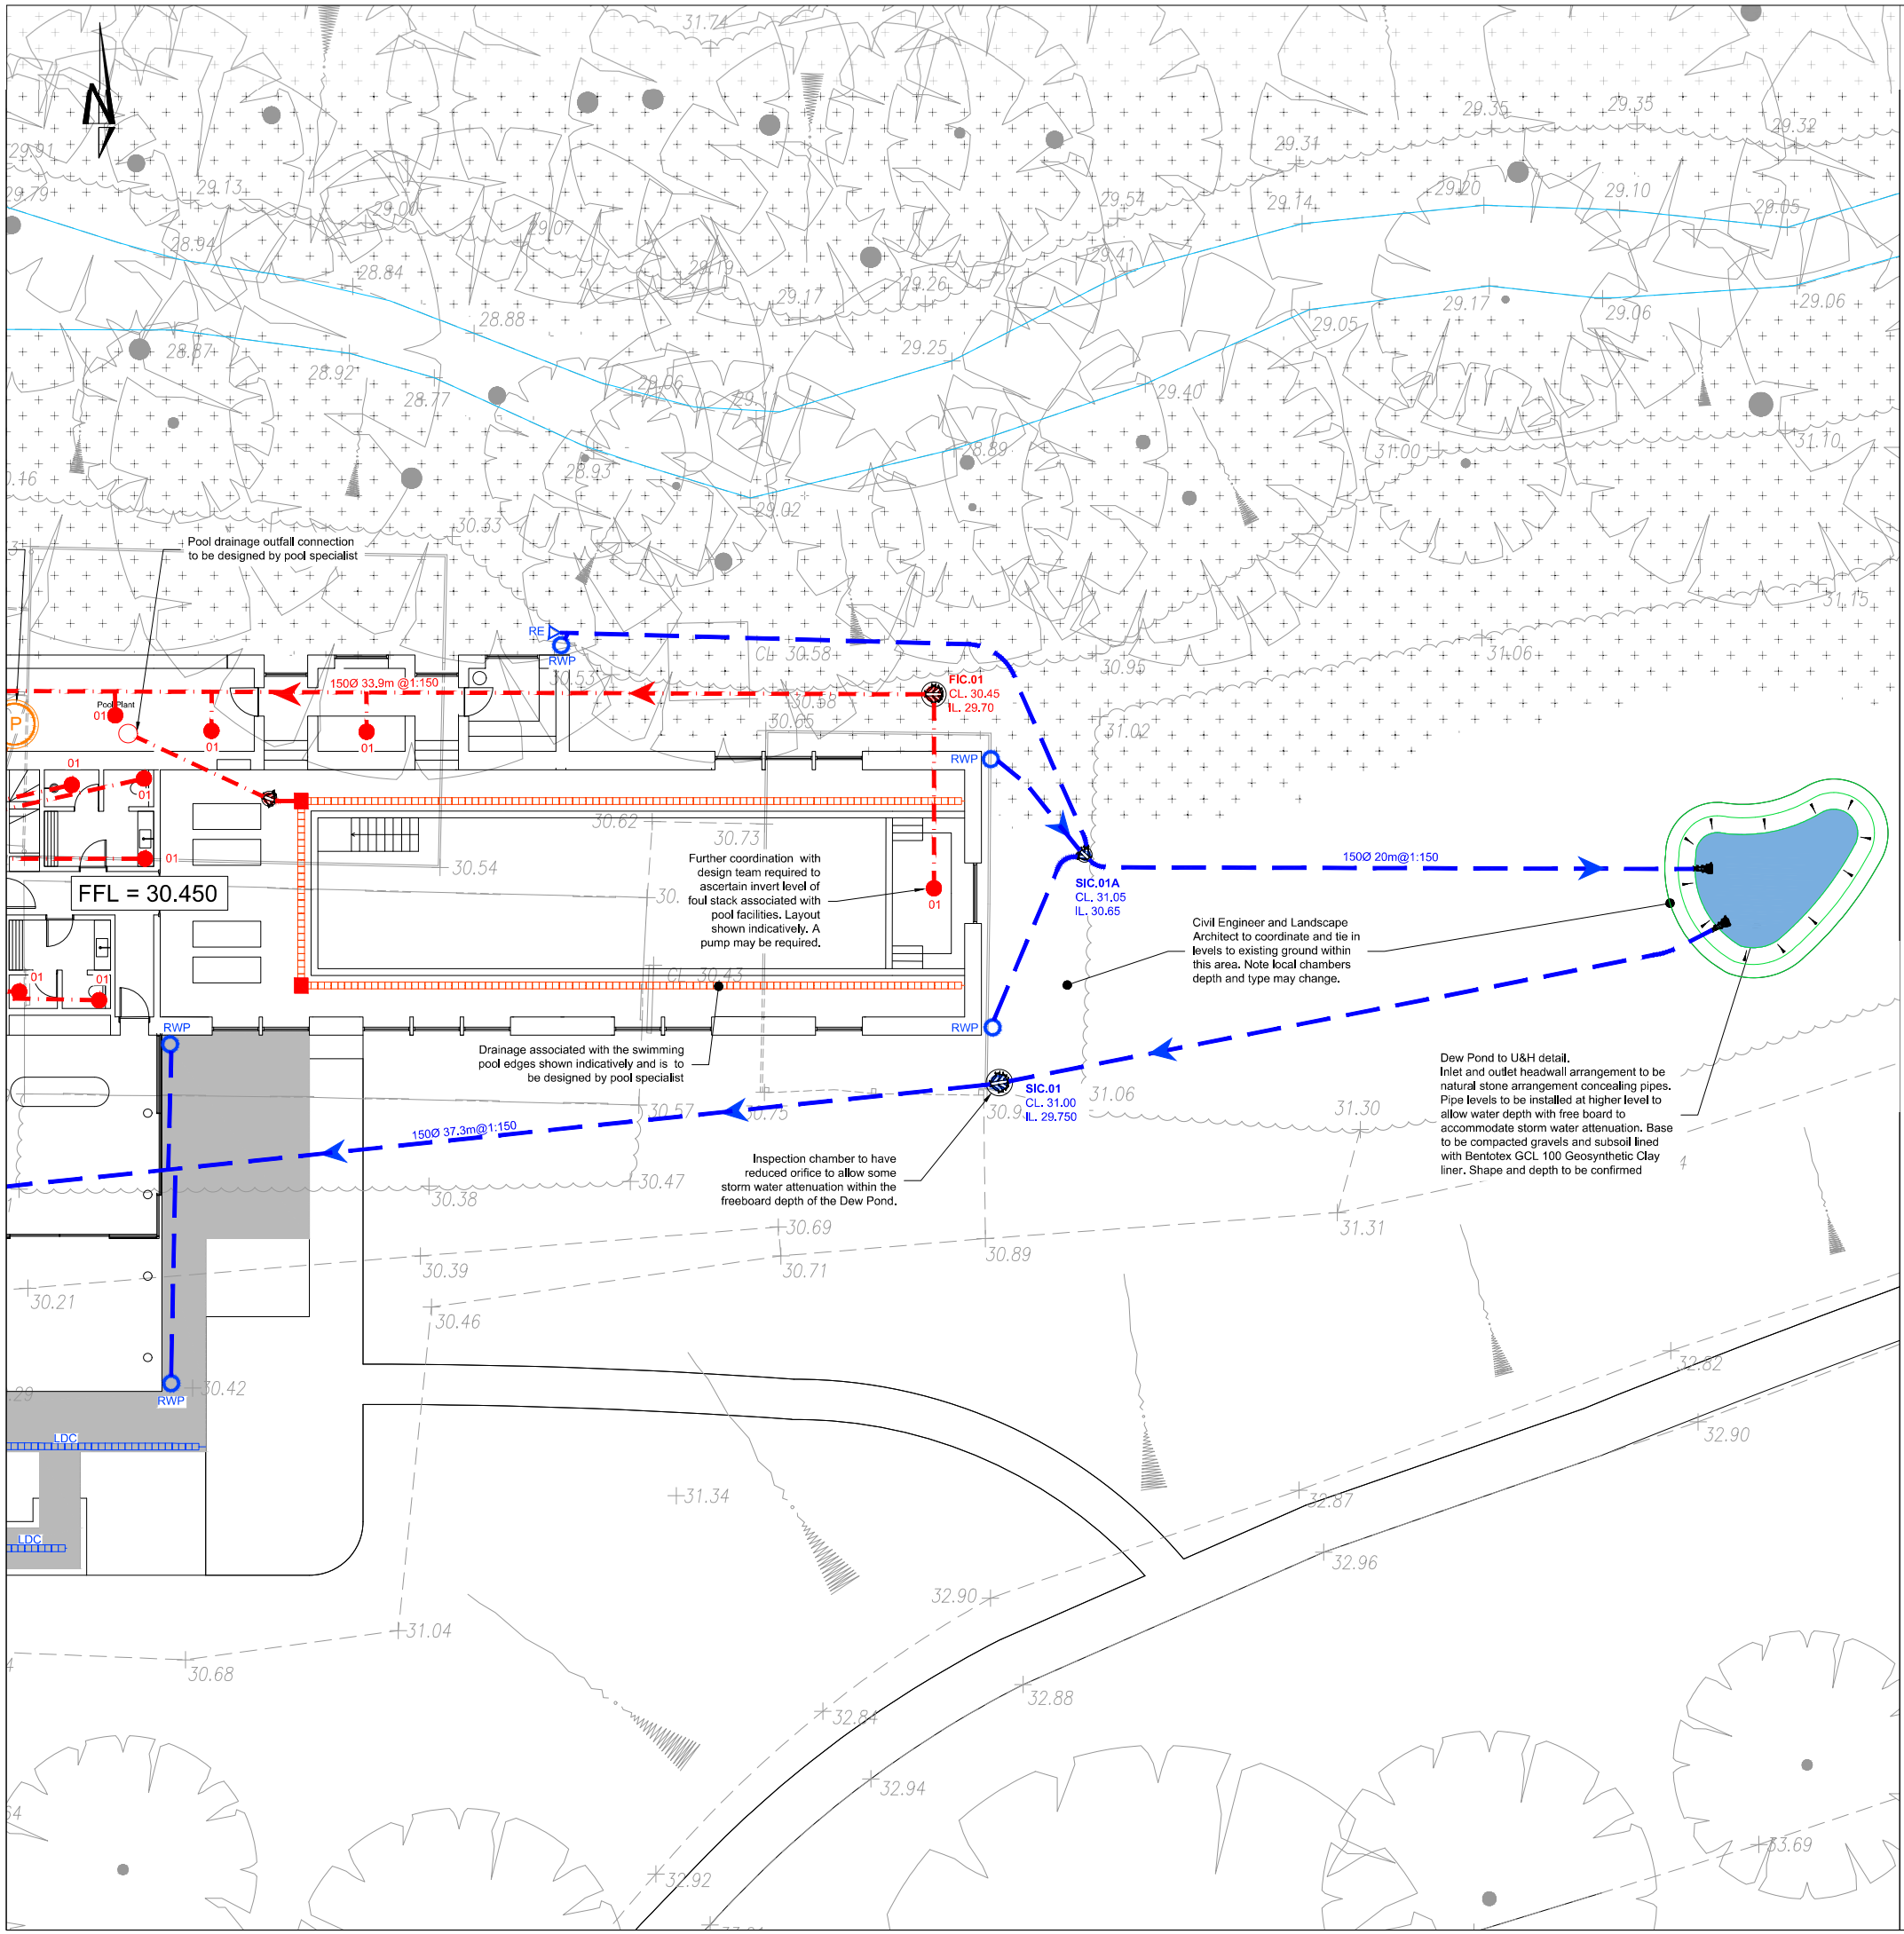 31.74
N
29.35
29.35
29.32
29.31
29.91
29.79
29.13
29.00
29.07
29.54
29.14
29.20
29.10
29.05
28.94
28.84
29.19
29.26
29.41
29.17
29.17
29.06
29.06
28.88
29.05
28.87
28.92
29.25
28.77
29.06
29.11
29.40
28.93
28.89
31.00
31.10
29.02
30.33
Pool drainage outfall connection
to be designed by pool specialist
31.15
RE
RWP
CL 30.58
30.95
31.06
30.53
150Ø 33.9m @1:150
FIC.01
CL. 30.45
IL. 29.70
Pool Plant
01
P
01
01
30.58
30.65
31.02
RWP
01
01
30.62
30.73
30.54
01
FFL = 30.450
Further coordination with
design team required to
ascertain invert level of
foul stack associated with
pool facilities. Layout
shown indicatively. A
pump may be required.
30.
01
150Ø 20m@1:150
SIC.01A
CL. 31.05
IL. 30.65
Civil Engineer and Landscape
Architect to coordinate and tie in
levels to existing ground within
this area. Note local chambers
depth and type may change.
01
01
CL 30.43
RWP
RWP
Drainage associated with the swimming
pool edges shown indicatively and is to
be designed by pool specialist
Dew Pond to U&H detail.
Inlet and outlet headwall arrangement to be
natural stone arrangement concealing pipes.
Pipe levels to be installed at higher level to
allow water depth with free board to
accommodate storm water attenuation. Base
to be compacted gravels and subsoil lined
with Bentotex GCL 100 Geosynthetic Clay
liner. Shape and depth to be confirmed
SIC.01
CL. 31.00
IL. 29.750
31.06
30.57
30.75
30.9
31.30
150Ø 37.3m@1:150
Inspection chamber to have
reduced orifice to allow some
storm water attenuation within the
freeboard depth of the Dew Pond.
30.47
30.38
4
30.69
31.31
30.89
30.39
30.71
30.21
30.46
32.82
30.42
.29
RWP
LDC
32.90
31.34
32.87
LDC
32.96
32.90
31.04
30.68
32.88
32.84
32.94
33.69
32.92